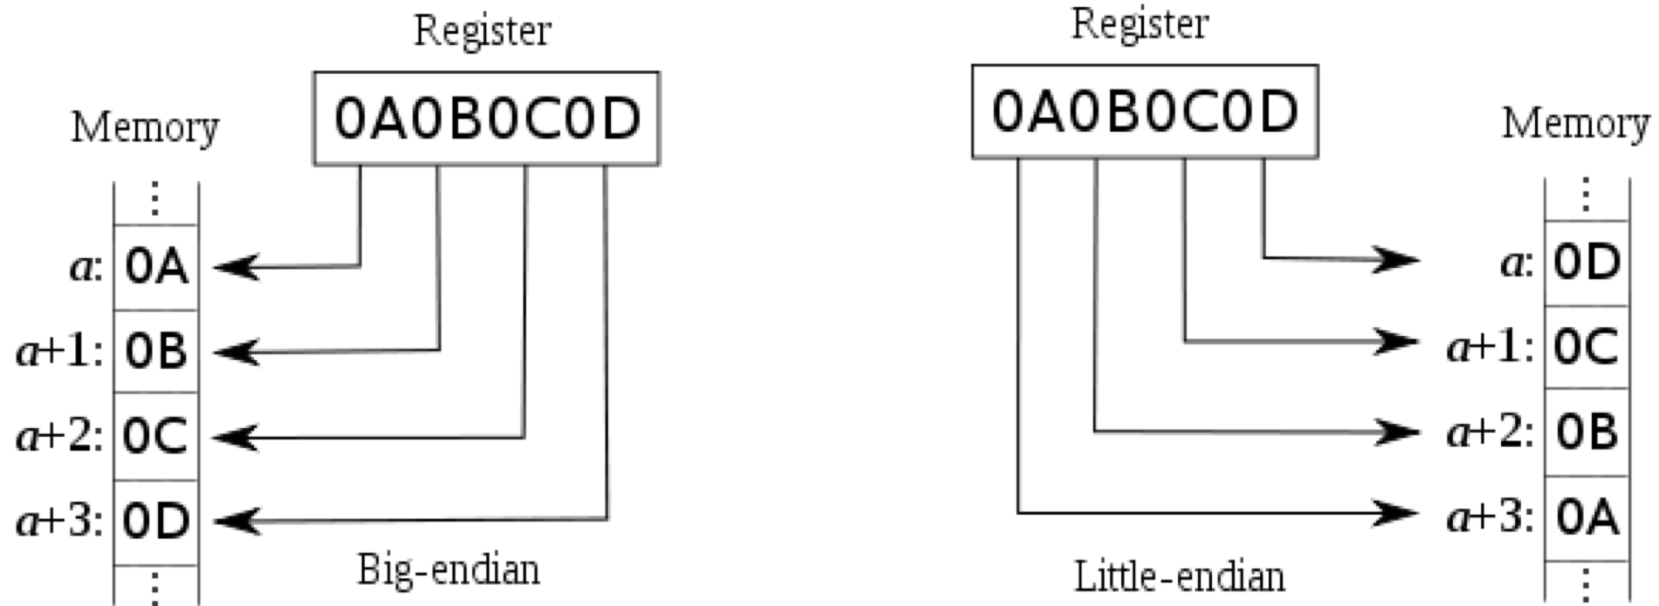 Register
0A0B0C0D
Memory
⋮
a: 0A
a+1: 0B
a+2: 0C
a+3: 0D
⋮
Big-endian
Register
0A0B0C0D
Memory
⋮
a: 0D
a+1: 0C
a+2: 0B
a+3: 0A
⋮
Little-endian